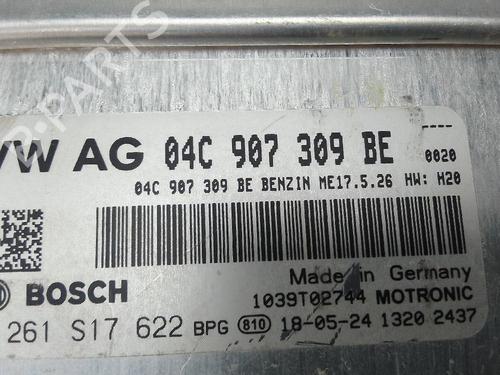 VW AG 04C 907 309 BE 0020
04C 907 309 BE BENZIN ME17.5.26 HW: H20
BOSCH
Made in Germany
1039T02744 MOTRONIC
261 S17 622 BPG 810 18-05-24 1320 2437